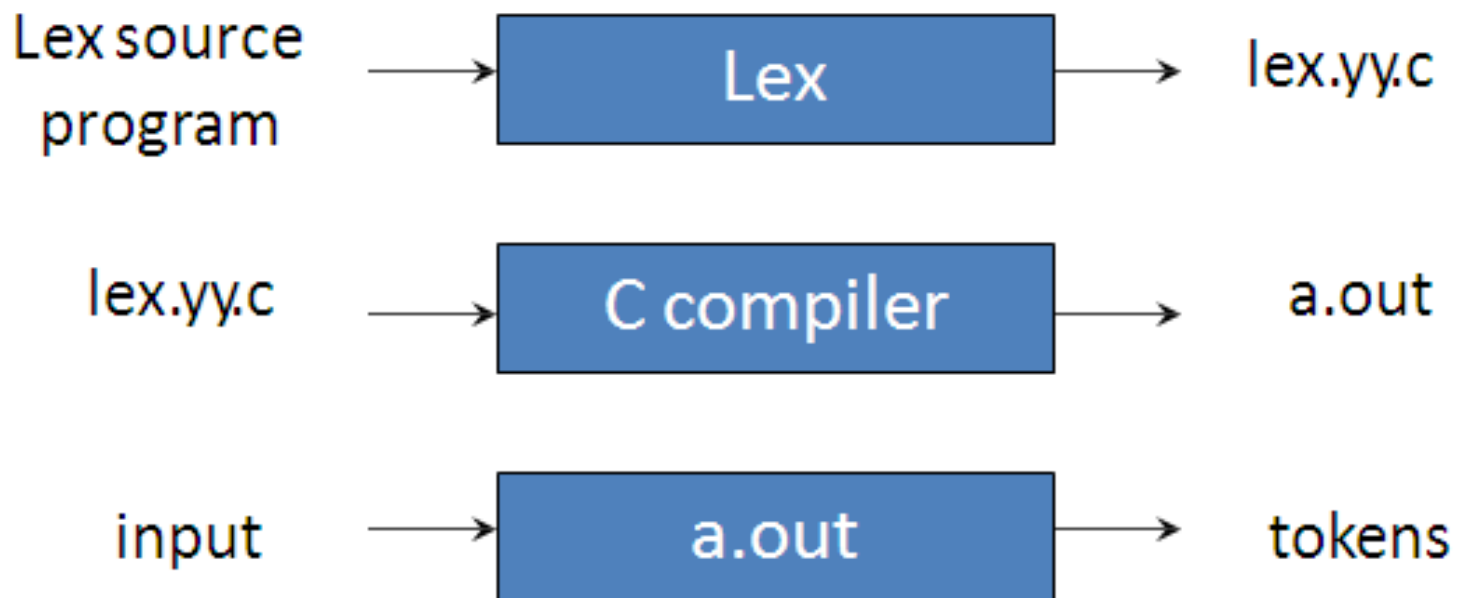 Lex source
program
Lex
lex.yy.c
lex.yy.c
C compiler
a.out
input
a.out
tokens